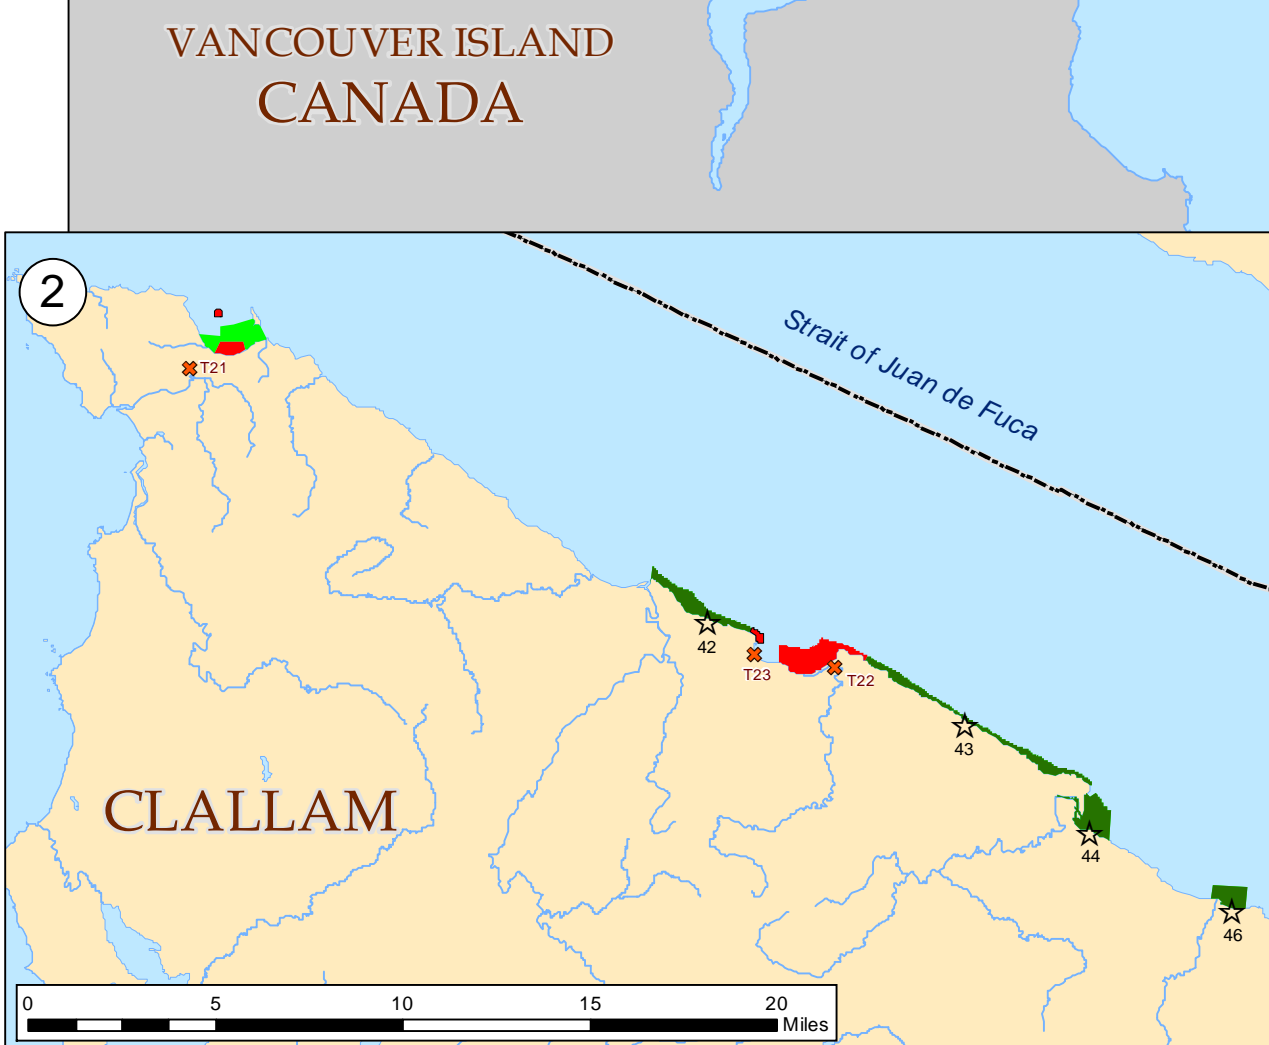 VANCOUVER ISLAND
CANADA
2
Strait of Juan de Fuca
T21
42
T23
T22
43
CLALLAM
44
46
0 5 10 15 20
Miles